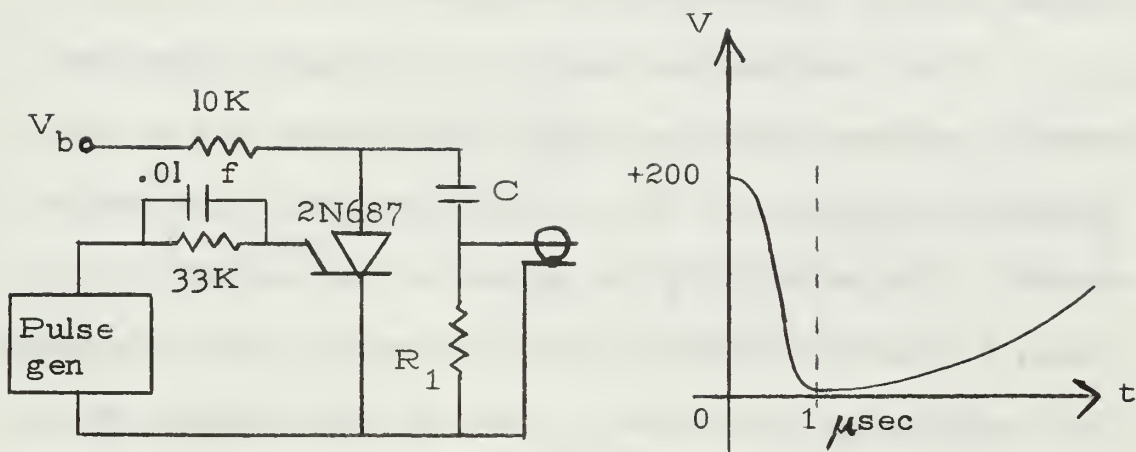 10K
V_b
.01 f
2N687
C
33K
Pulse
gen
R_1
V
+200
0
1
μsec
t